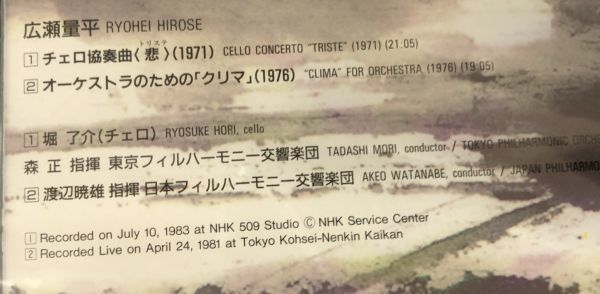 広瀬量平 RYOHEI HIROSE
1 チェロ協奏曲〈悲〉(1971) CELLO CONCERTO "TRISTE" (1971) (21:05)
トリステ
2 オーケストラのための「クリマ」(1976) "CLIMA" FOR ORCHESTRA (1976) (19:05)
1 堀 了介(チェロ) RYOSUKE HORI, cello
森 正 指揮 東京フィルハーモニー交響楽団 TADASHI MORI, conductor / TOKYO PHILHARMONIC
2 渡辺暁雄 指揮 日本フィルハーモニー交響楽団 AKEO WATANABE, conductor / JAPAN
1 Recorded on July 10, 1983 at NHK 509 Studio Ⓒ NHK Service Center
2 Recorded Live on April 24, 1981 at Tokyo Kohsei-Nenkin Kaikan